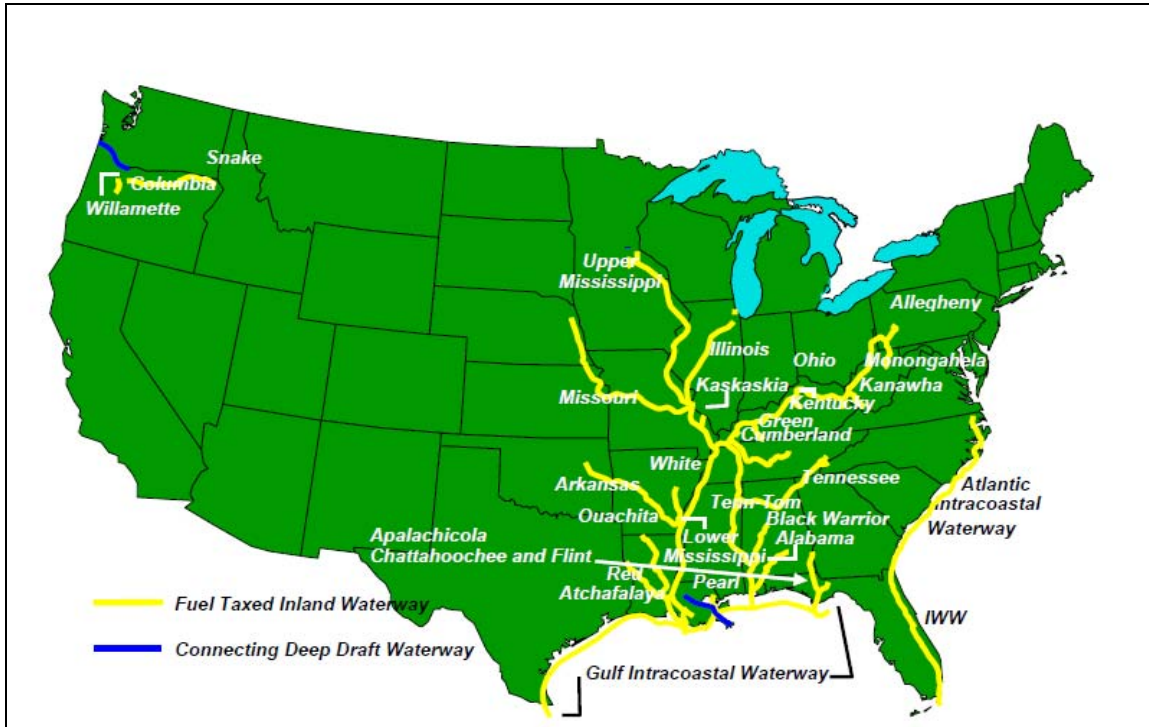 Snake
Columbia
Willamette
Upper
Mississippi
Allegheny
Illinois
Ohio
Monongahela
Kanawha
Kaskaskia
Kentucky
Missouri
Green
Cumberland
White
Tennessee
Arkansas
Atlantic
Intracoastal
Waterway
Tenn-Tom
Ouachita
Black Warrior
Alabama
Lower
Mississippi
Apalachicola
Chattahoochee and Flint
Red
Atchafalaya
Pearl
Fuel Taxed Inland Waterway
IWW
Connecting Deep Draft Waterway
Gulf Intracoastal Waterway